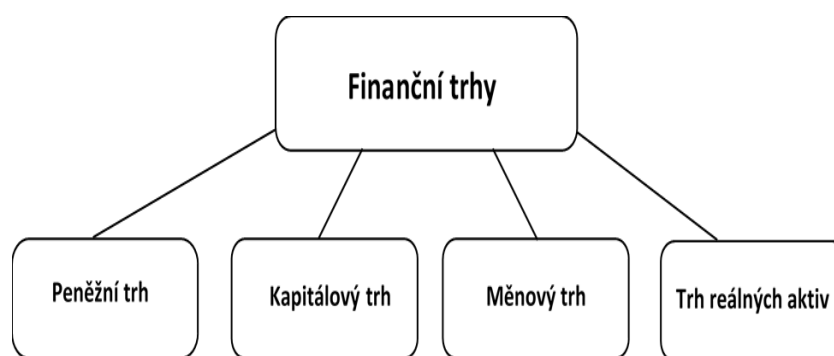 Finanční trhy
Peněžní trh
Kapitálový trh
Měnový trh
Trh reálných aktiv